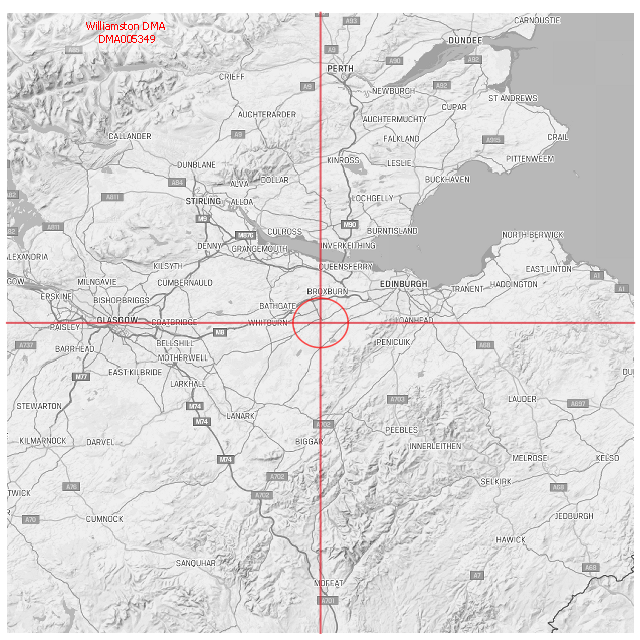 Williamston DMA
DMA005349
CARNOUSTIE
A93
DUNDEE
A9
A85
A90
A92
PERTH
CRIEFF
A9
NEWBURGH
A92
ST ANDREWS
CUPAR
AUCHTERARDER
AUCHTERMUCHTY
CALLANDER
A9
FALKLAND
A915
CRAIL
DUNBLANE
KINROSS
LESLIE
PITTENWEEM
BUCKHAVEN
A84
ALVA
DOLLAR
A811
STIRLING
ALLOA
LOCHGELLY
M9
M90
A811
M876
CULROSS
BURNTISLAND
DENNY
GRANGEMOUTH
INVERKEITHING
NORTH BERWICK
ALEXANDRIA
KILSYTH
QUEENSFERRY
EAST LINTON
A1
MILNGAVIE
CUMBERNAULD
EDINBURGH
HADDINGTON
A1
ERSKINE
BISHOPBRIGGS
BROXBURN
TRANENT
BATHGATE
GLASGOW
COATBRIDGE
WHITBURN
LOANHEAD
PAISLEY
M8
A737
BARRHEAD
BELLSHILL
PENICUIK
A68
MOTHERWELL
M77
EAST KILBRIDE
LARKHALL
STEWARTON
M74
A703
LAUDER
A697
M74
LANARK
A702
KILMARNOCK
DARVEL
BIGGAR
PEEBLES
INNERLEITHEN
M74
MELROSE
KELSO
A702
A76
SELKIRK
A68
TWICK
A702
A70
CUMNOCK
JEDBURGH
HAWICK
SANQUHAR
A68
A7
MOFFAT
A701